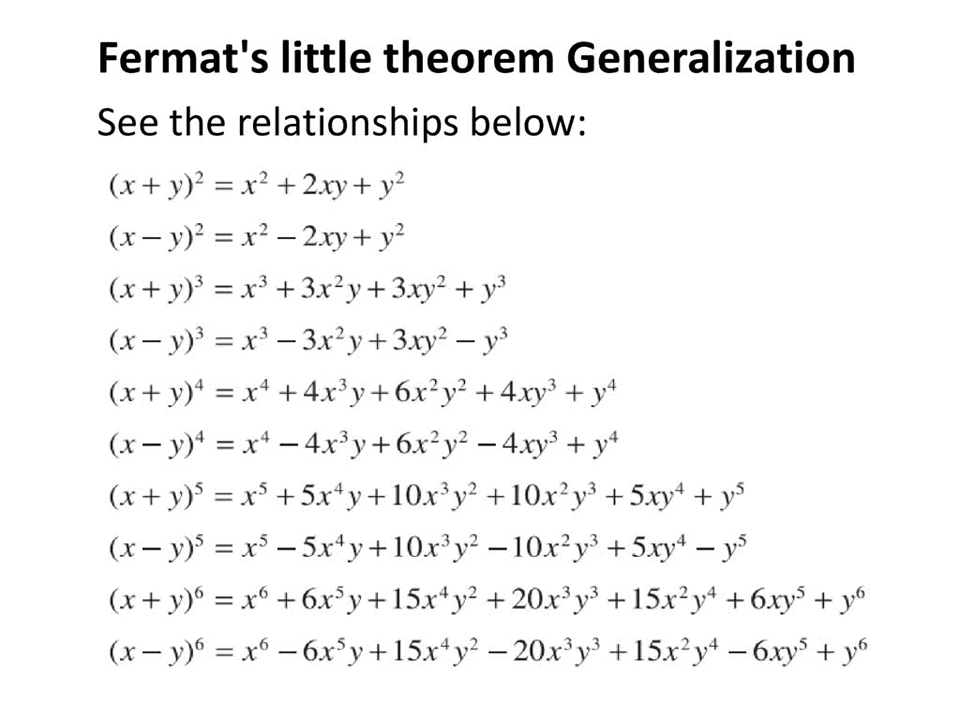 Fermat's little theorem Generalization
See the relationships below:
(x + y)² = x² + 2xy + y²
(x − y)² = x² − 2xy + y²
(x + y)³ = x³ + 3x²y + 3xy² + y³
(x − y)³ = x³ − 3x²y + 3xy² − y³
(x + y)⁴ = x⁴ + 4x³y + 6x²y² + 4xy³ + y⁴
(x − y)⁴ = x⁴ − 4x³y + 6x²y² − 4xy³ + y⁴
(x + y)⁵ = x⁵ + 5x⁴y + 10x³y² + 10x²y³ + 5xy⁴ + y⁵
(x − y)⁵ = x⁵ − 5x⁴y + 10x³y² − 10x²y³ + 5xy⁴ − y⁵
(x + y)⁶ = x⁶ + 6x⁵y + 15x⁴y² + 20x³y³ + 15x²y⁴ + 6xy⁵ + y⁶
(x − y)⁶ = x⁶ − 6x⁵y + 15x⁴y² − 20x³y³ + 15x²y⁴ − 6xy⁵ + y⁶